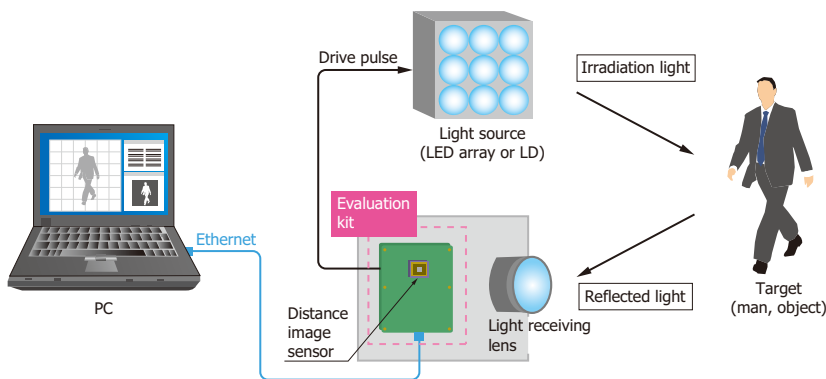 Drive pulse
Irradiation light
Light source
(LED array or LD)
Evaluation
kit
Ethernet
PC
Distance
image
sensor
Light receiving
lens
Reflected light
Target
(man, object)